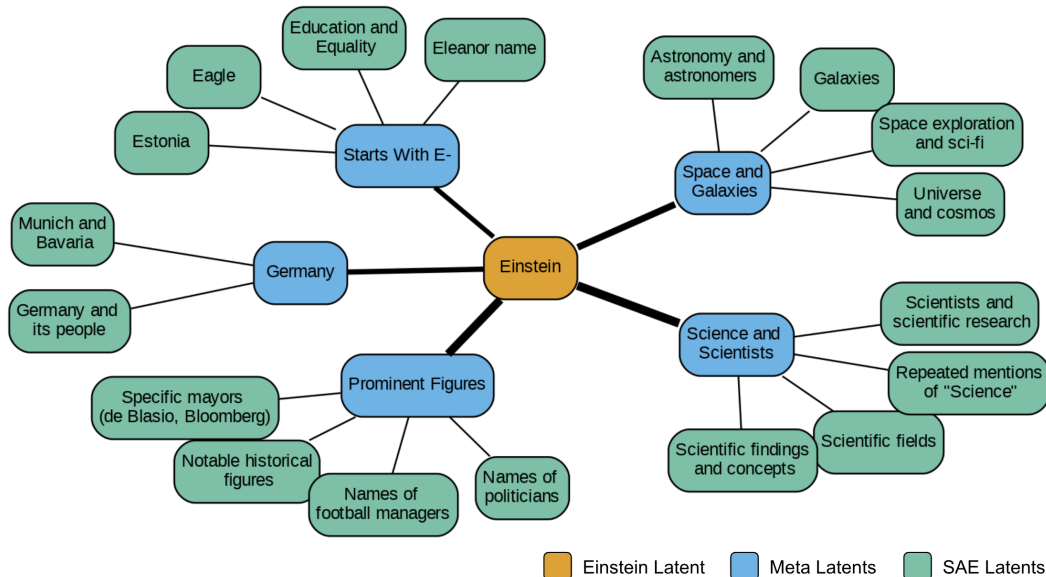 Education and
Equality
Eleanor name
Eagle
Estonia
Starts With E-
Astronomy and
astronomers
Galaxies
Space exploration
and sci-fi
Space and
Galaxies
Universe
and cosmos
Munich and
Bavaria
Germany
Germany and
its people
Einstein
Scientists and
scientific research
Science and
Scientists
Repeated mentions
of "Science"
Scientific fields
Scientific findings
and concepts
Prominent Figures
Specific mayors
(de Blasio, Bloomberg)
Notable historical
figures
Names of
football managers
Names of
politicians
Einstein Latent
Meta Latents
SAE Latents